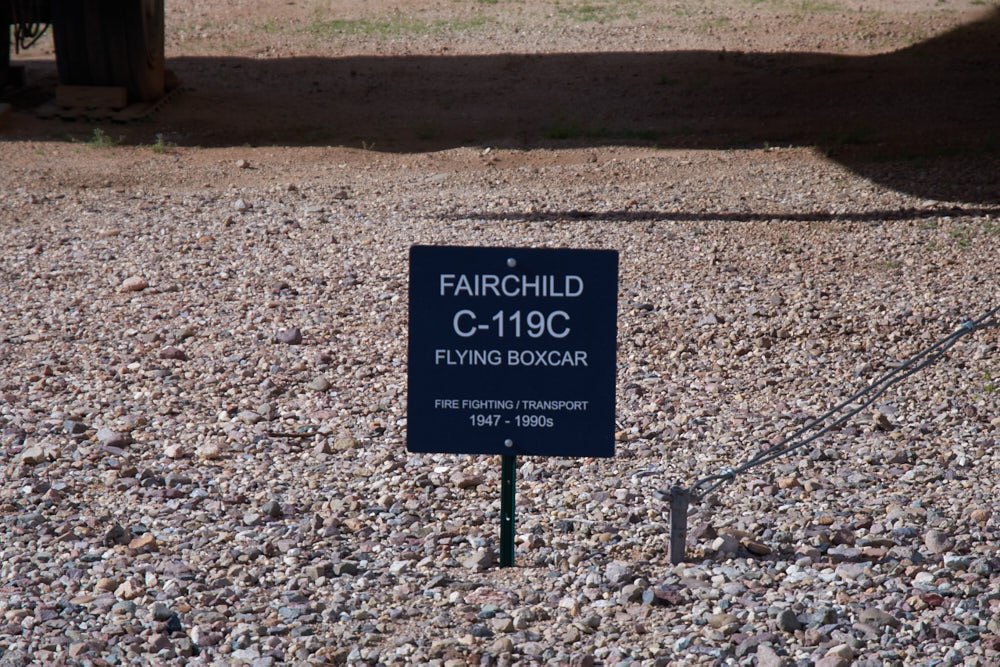 FAIRCHILD
C-119C
FLYING BOXCAR
FIRE FIGHTING / TRANSPORT
1947 - 1990s